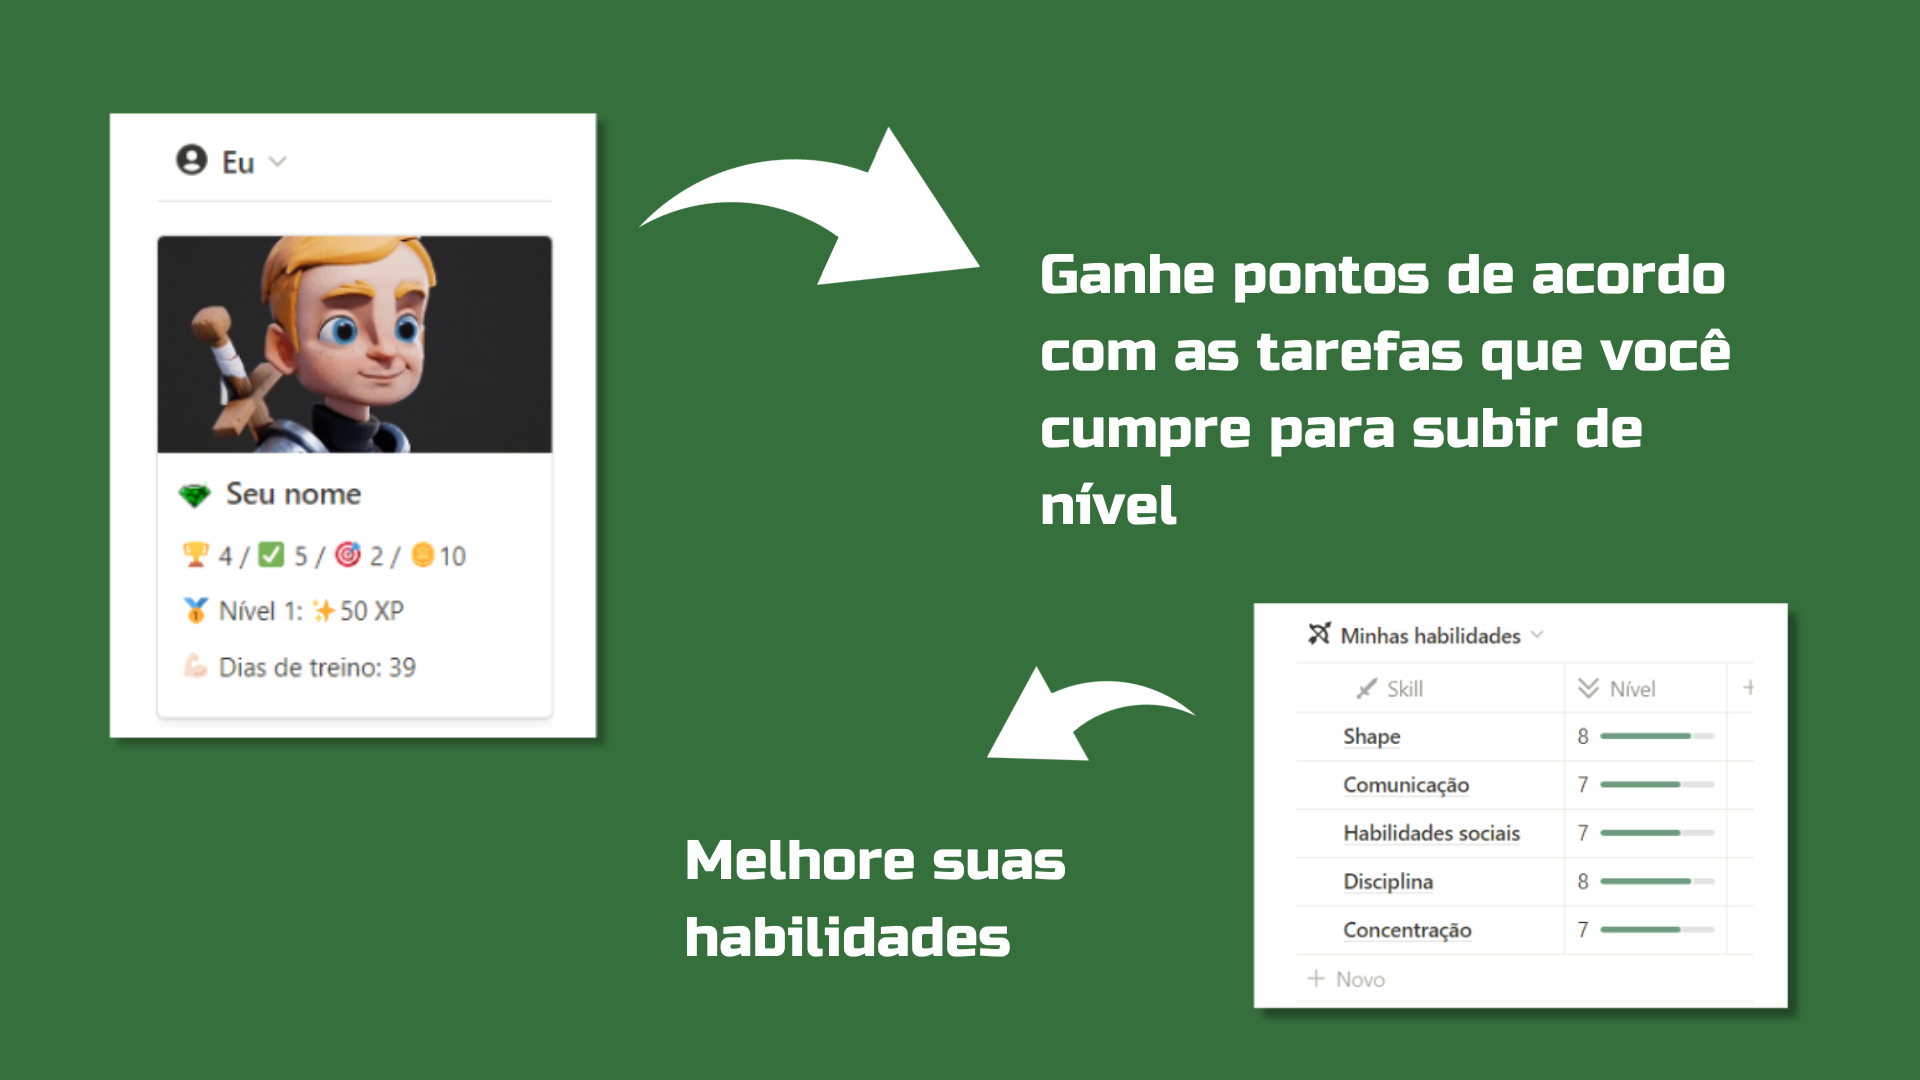 Eu
Seu nome
🏆 4 / ✅ 5 / 🎯 2 / 🪙 10
🏅 Nível 1: ✨ 50 XP
💪🏻 Dias de treino: 39
Ganhe pontos de acordo
com as tarefas que você
cumpre para subir de
nível
Minhas habilidades
Skill Nível +
Shape 8
Comunicação 7
Habilidades sociais 7
Disciplina 8
Concentração 7
+ Novo
Melhore suas
habilidades